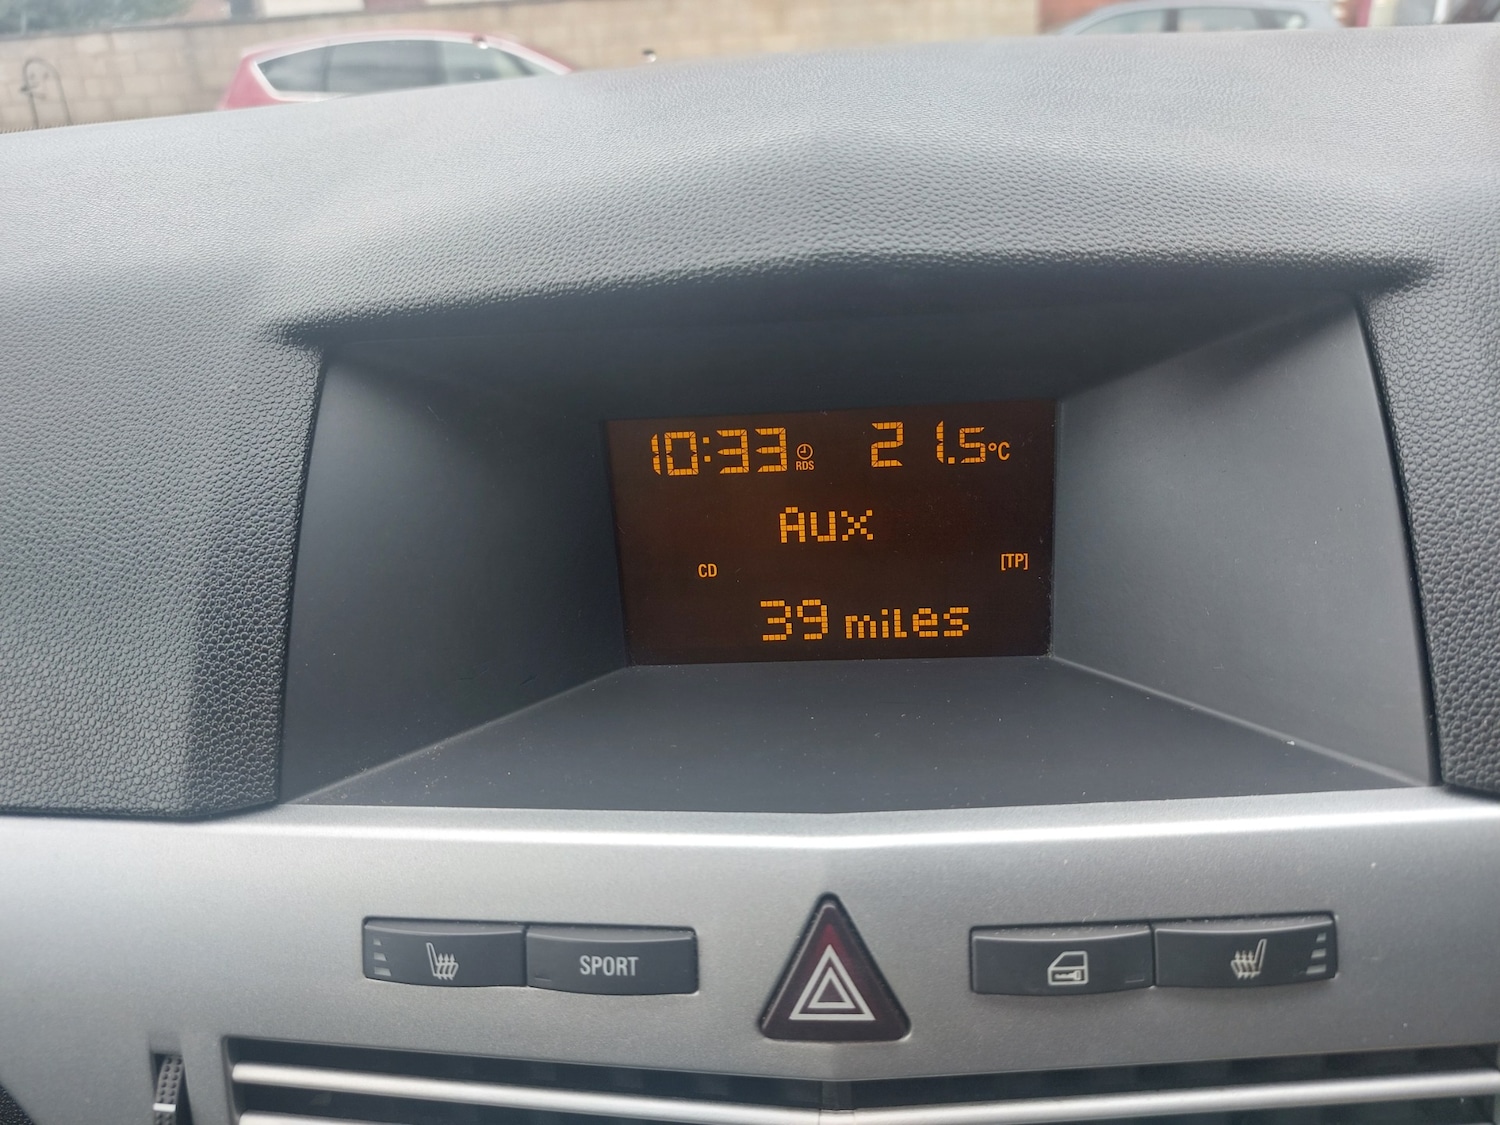 10:33 RDS 21.5°C
Aux
CD [TP]
39 miles
SPORT